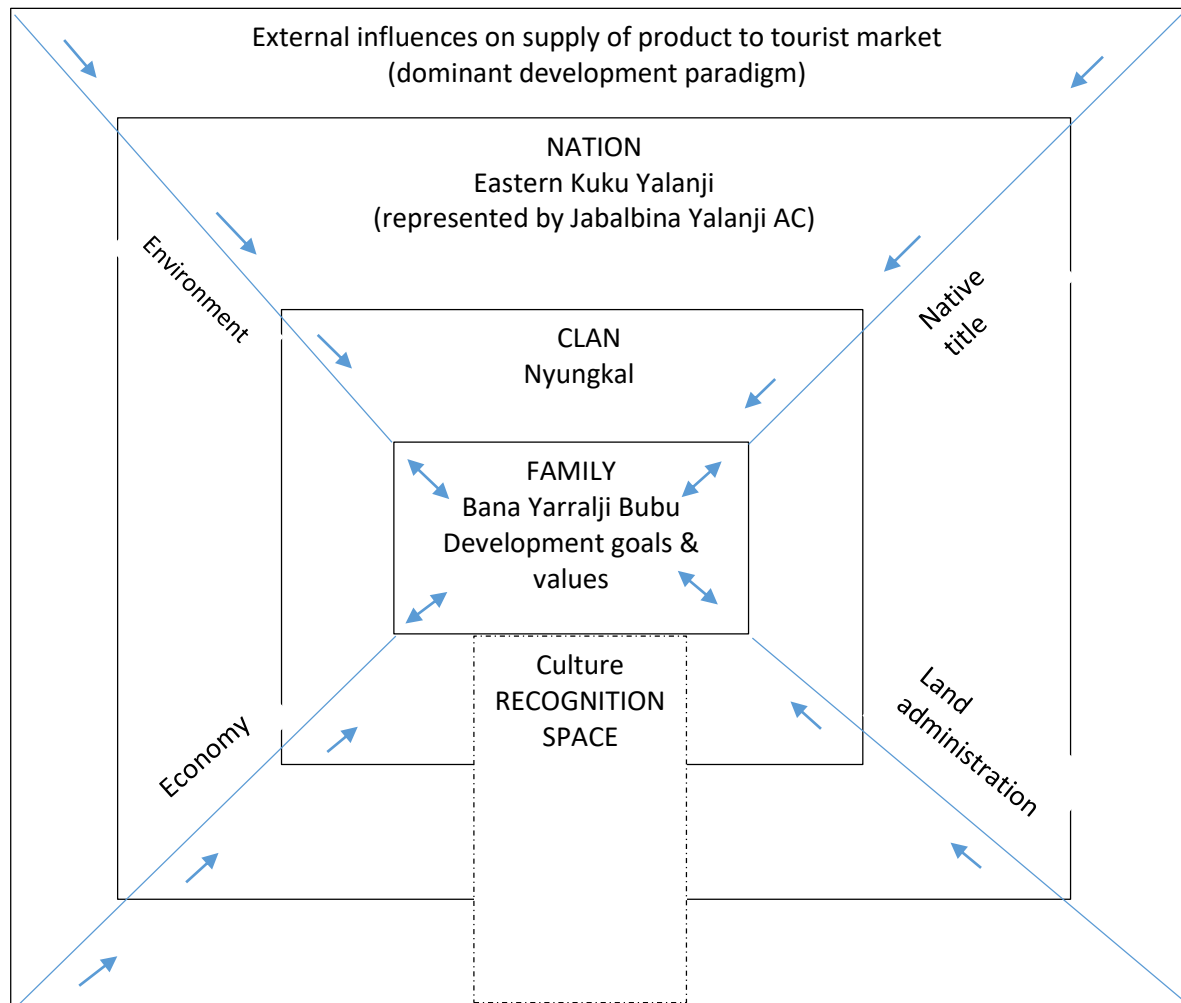 External influences on supply of product to tourist market
(dominant development paradigm)
NATION
Eastern Kuku Yalanji
(represented by Jabalbina Yalanji AC)
Environment
Native
title
CLAN
Nyungkal
FAMILY
Bana Yarralji Bubu
Development goals &
values
Culture
RECOGNITION
SPACE
Economy
Land
administration